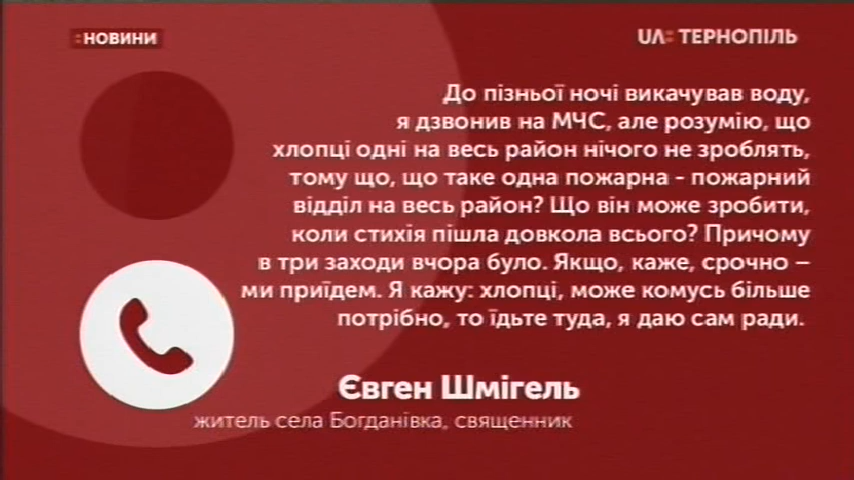 :НОВИНИ
UA: ТЕРНОПІЛЬ
До пізньої ночі викачував воду,
я дзвонив на МЧС, але розумію, що
хлопці одні на весь район нічого не зроблять,
тому що, що таке одна пожарна - пожарний
відділ на весь район? Що він може зробити,
коли стихія пішла довкола всього? Причому
в три заходи вчора було. Якщо, каже, срочно –
ми приїдем. Я кажу: хлопці, може комусь більше
потрібно, то їдьте туда, я даю сам ради.
Євген Шмігель
житель села Богданівка, священник